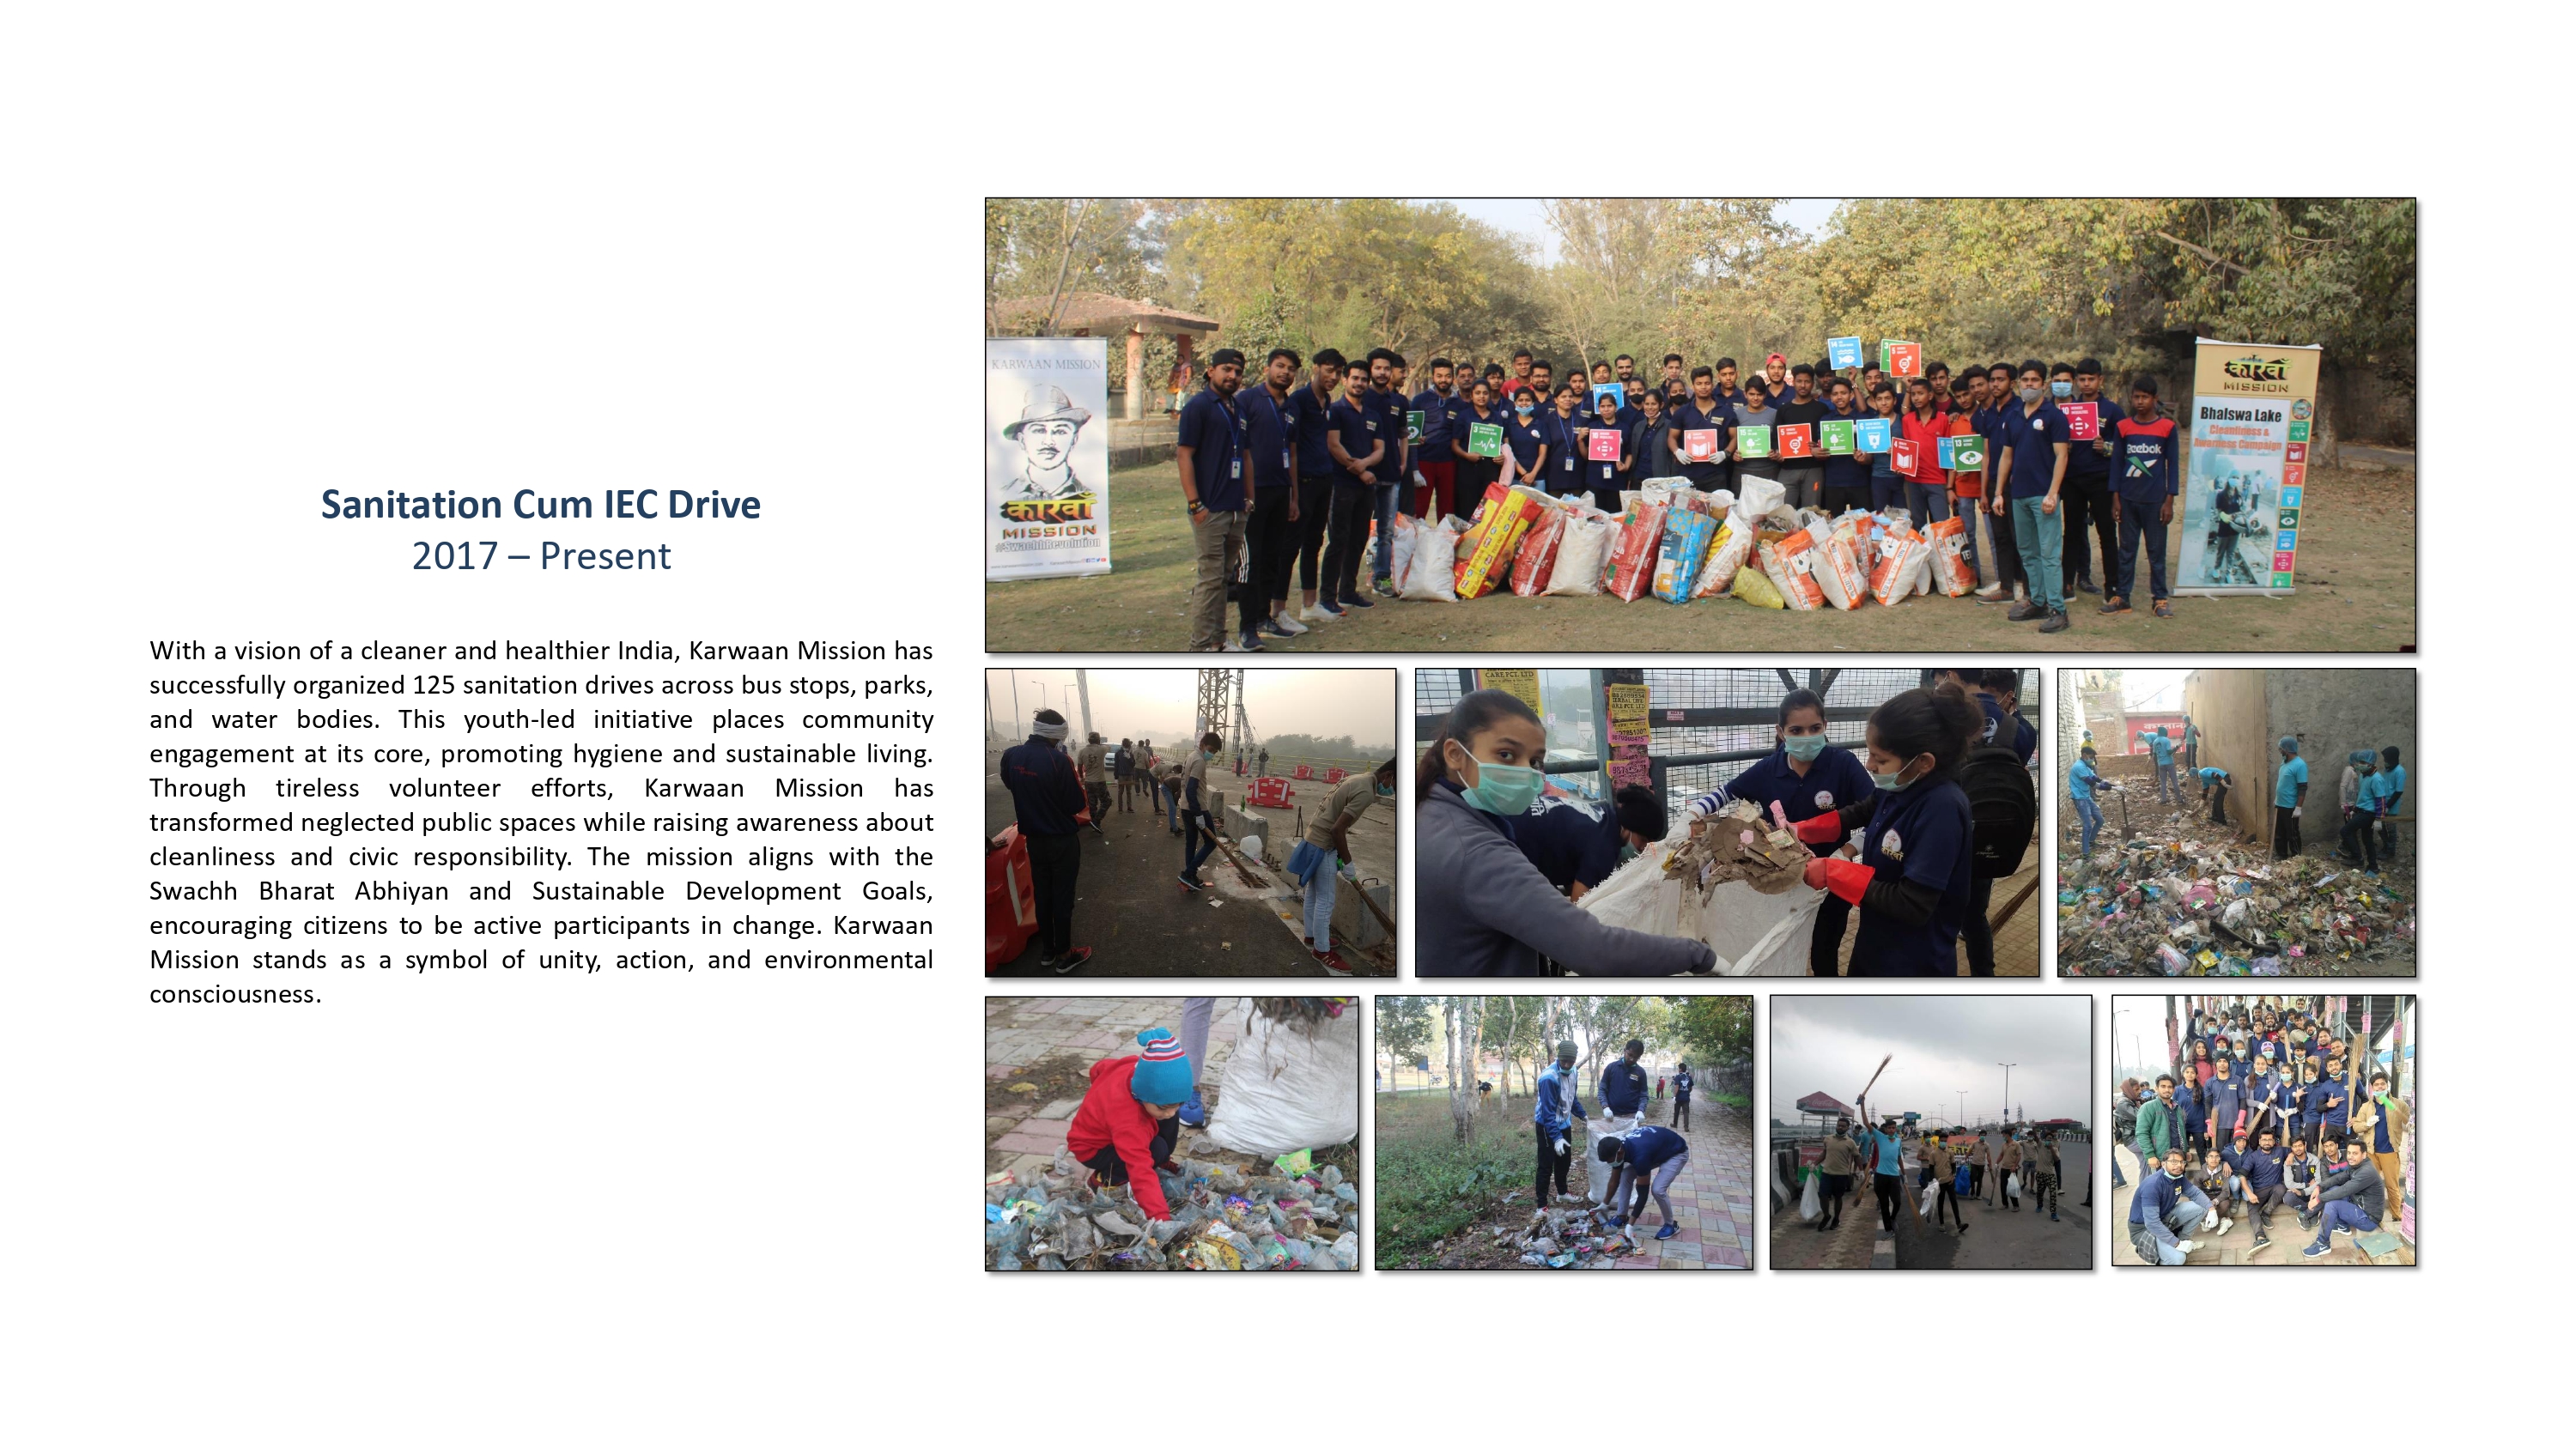 Sanitation Cum IEC Drive
2017 – Present
With a vision of a cleaner and healthier India, Karwaan Mission has
successfully organized 125 sanitation drives across bus stops, parks,
and water bodies. This youth-led initiative places community
engagement at its core, promoting hygiene and sustainable living.
Through tireless volunteer efforts, Karwaan Mission has
transformed neglected public spaces while raising awareness about
cleanliness and civic responsibility. The mission aligns with the
Swachh Bharat Abhiyan and Sustainable Development Goals,
encouraging citizens to be active participants in change. Karwaan
Mission stands as a symbol of unity, action, and environmental
consciousness.
KARWAAN MISSION
कारवाँ
MISSION
#SwachhRevolution
कारवाँ
MISSION
Bhalswa Lake
Cleanliness &
Awareness Campaign
Reebok
CARE PCT. LTD